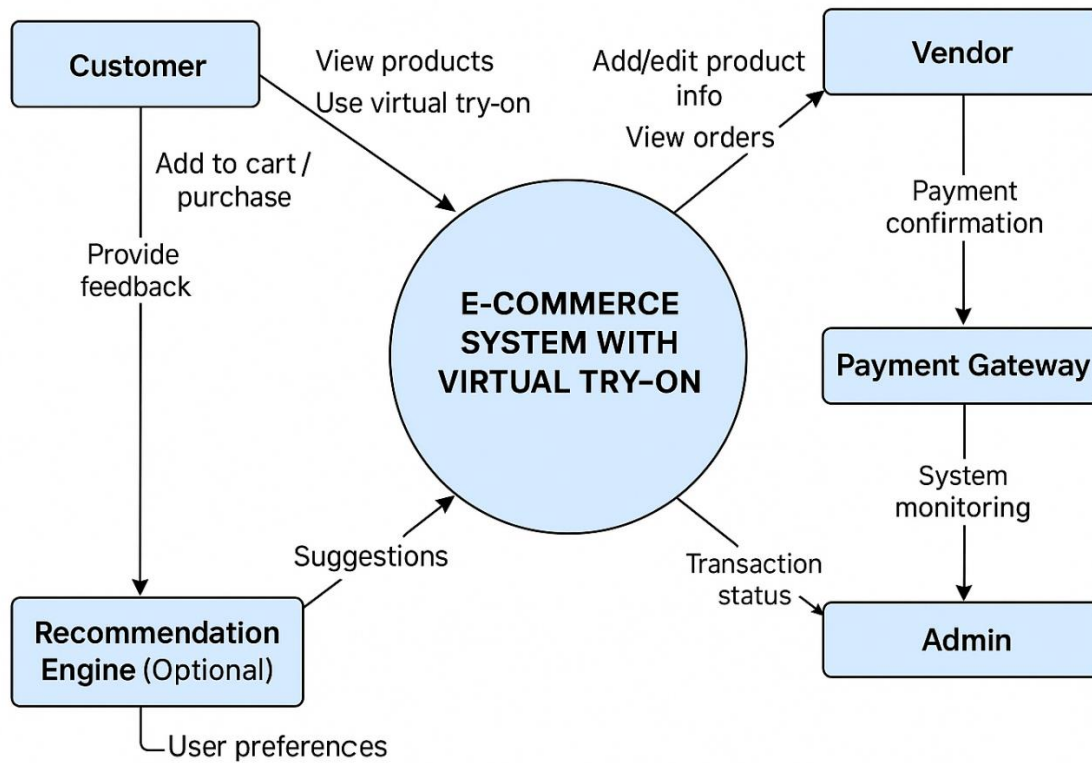 Customer
View products
Use virtual try-on
Add/edit product
info
View orders
Vendor
Add to cart /
purchase
Provide
feedback
Payment
confirmation
E-COMMERCE
SYSTEM WITH
VIRTUAL TRY-ON
Payment Gateway
System
monitoring
Suggestions
Transaction
status
Recommendation
Engine (Optional)
Admin
User preferences